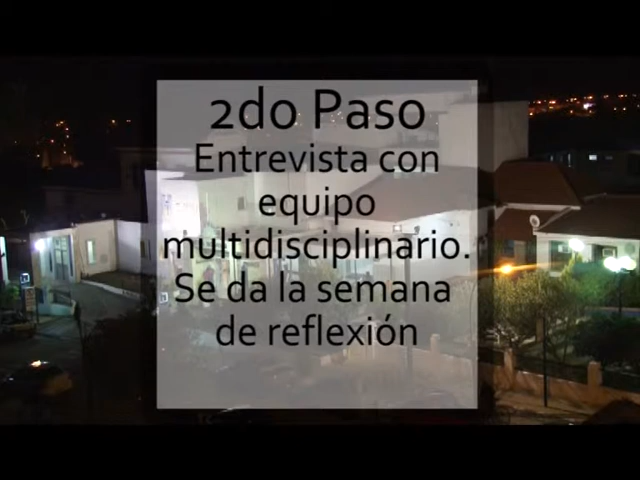 2do Paso
Entrevista con
equipo
multidisciplinario.
Se da la semana
de reflexión